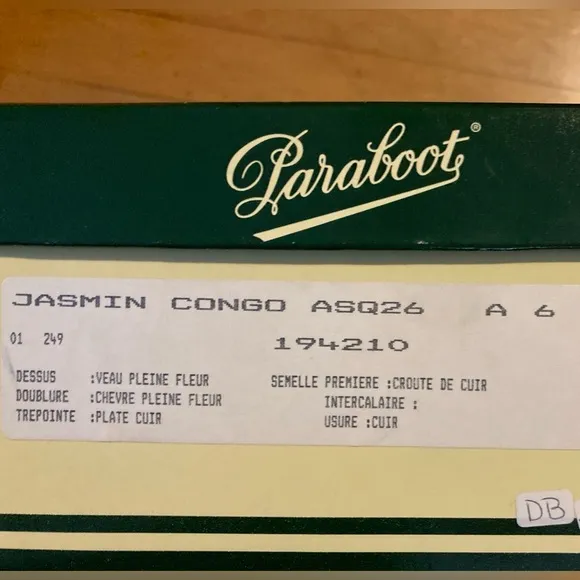 Paraboot®
JASMIN CONGO ASQ26 A 6
01 249 194210
DESSUS :VEAU PLEINE FLEUR SEMELLE PREMIERE :CROUTE DE CUIR
DOUBLURE :CHEVRE PLEINE FLEUR INTERCALAIRE :
TREPOINTE :PLATE CUIR USURE :CUIR
DB